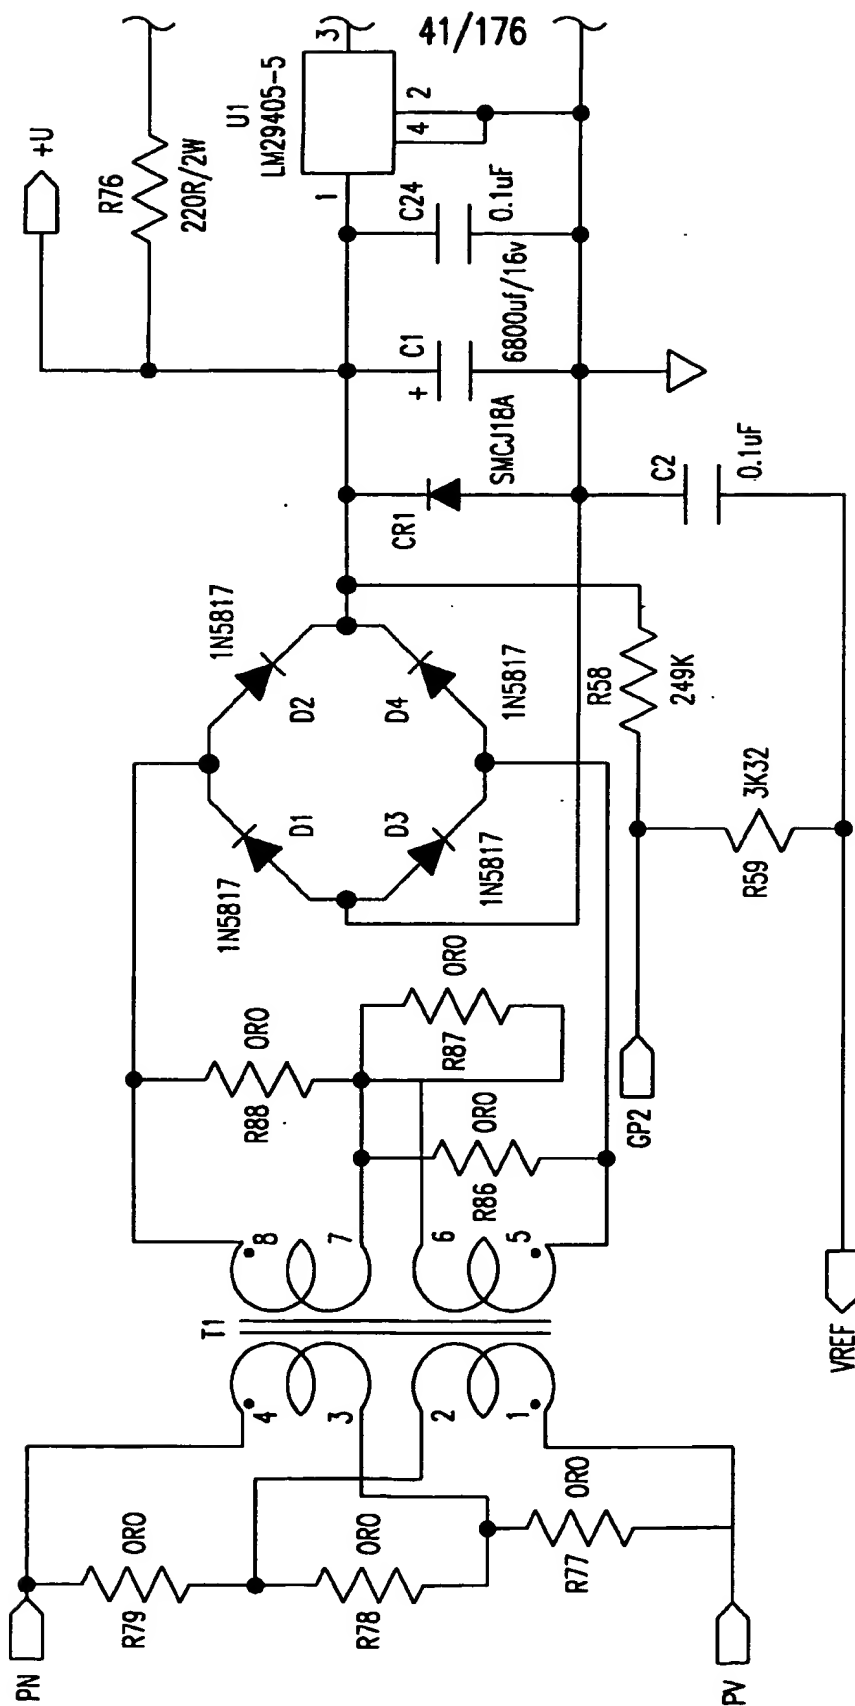 41/176
+U
R76
220R/2W
U1
LM29405-5
3
2
4
1
C24
0.1uF
C1
+
6800uf/16v
CR1
SMCJ18A
C2
0.1uF
1N5817
D2
D4
1N5817
1N5817
D1
D3
1N5817
R58
249K
R59
3K32
R88
0R0
R87
0R0
R86
0R0
GP2
VREF
T1
8
7
6
5
4
3
2
1
PN
R79
0R0
R78
0R0
R77
0R0
PV